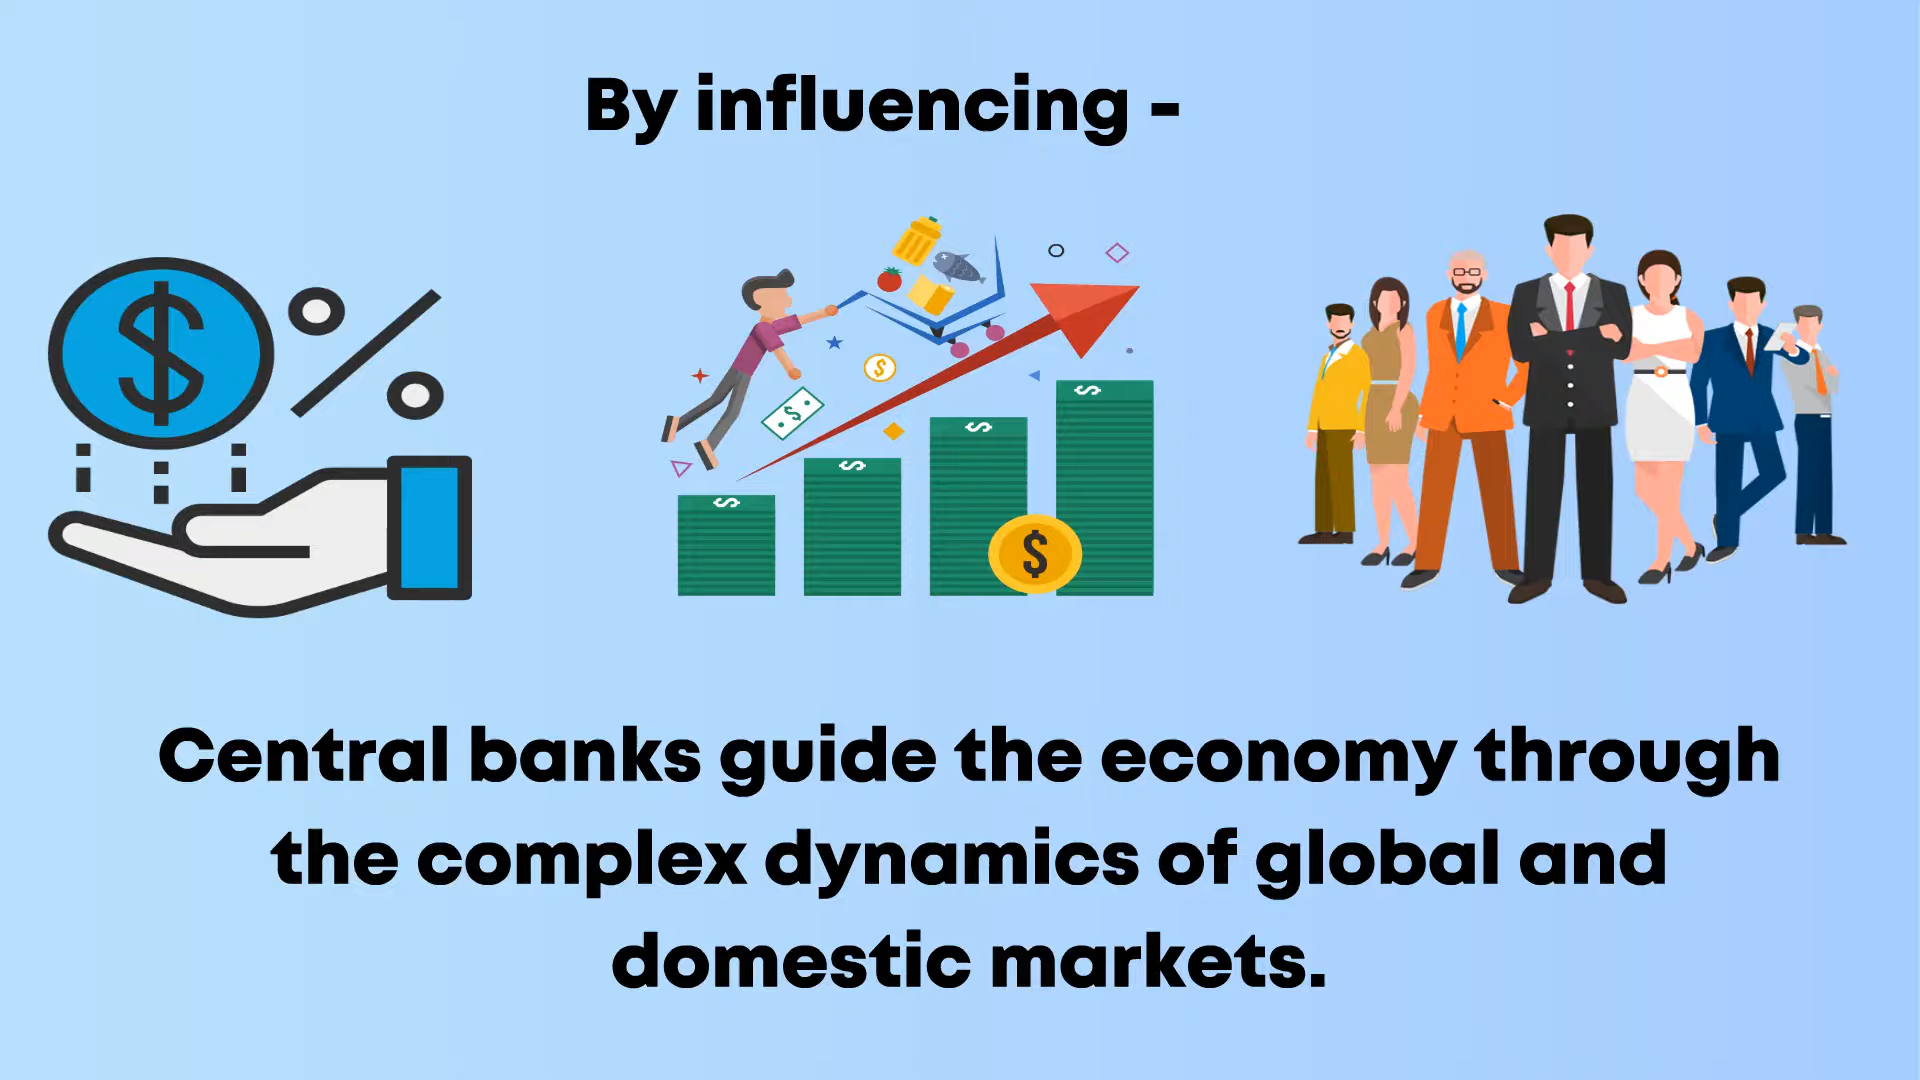 By influencing -
Central banks guide the economy through
the complex dynamics of global and
domestic markets.